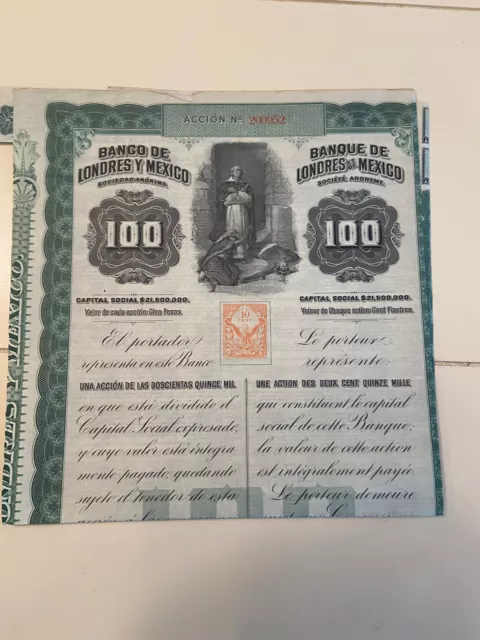 ACCIÓN Nº 200952
BANCO DE
LONDRES Y MEXICO
SOCIEDAD ANÓNIMA.
100
CAPITAL SOCIAL $21,500,000.
Valor de cada acción: Cien Pesos.
BANQUE DE
LONDRES ET MEXICO
SOCIÉTÉ ANONYME.
100
CAPITAL SOCIAL $21,500,000.
Valeur de Chaque action: Cent Piastres.
10
El portador
representa en este Banco:
UNA ACCIÓN DE LAS DOSCIENTAS QUINCE MIL
en que está dividido el
Capital Social expresado
y cuyo valor está íntegra-
mente pagado, quedando
sujeto el tenedor de esta
Le porteur
représente:
UNE ACTION DES DEUX CENT QUINZE MILLE
qui constituent le capital
social de cette Banque;
la valeur de cette action
est intégralement payée.
Le porteur demeure
ONDRES Y MEXICO